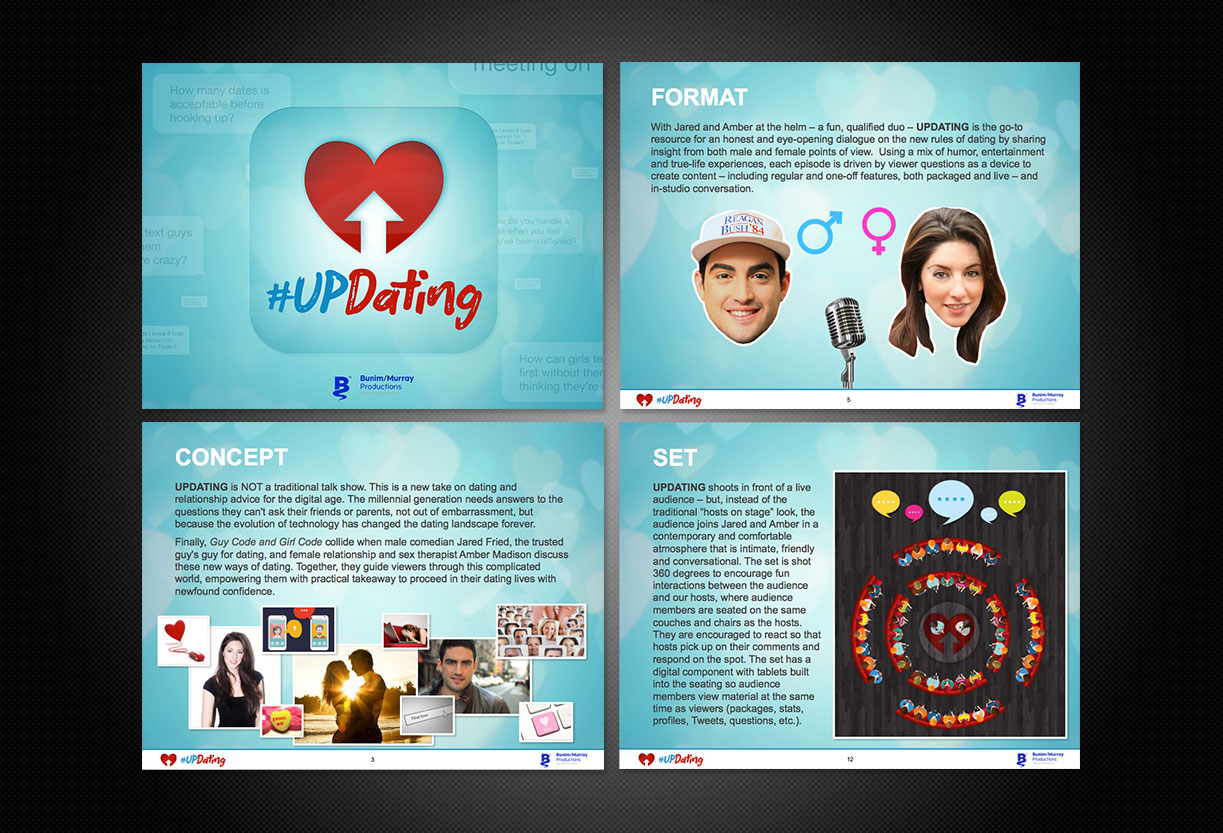 meeting on
How many dates is
acceptable before
hooking up?
text guys
re crazy?
do you handle a
when you feel
've been catfished?
do I know if I can
on Tinder?
How can girls te
first without ther
thinking they're
#UPDating
Bunim/Murray
Productions
FORMAT
With Jared and Amber at the helm – a fun, qualified duo – UPDATING is the go-to
resource for an honest and eye-opening dialogue on the new rules of dating by sharing
insight from both male and female points of view. Using a mix of humor, entertainment
and true-life experiences, each episode is driven by viewer questions as a device to
create content – including regular and one-off features, both packaged and live – and
in-studio conversation.
REAGAN
BUSH '84
#UPDating
5
Bunim/Murray
Productions
CONCEPT
UPDATING is NOT a traditional talk show. This is a new take on dating and
relationship advice for the digital age. The millennial generation needs answers to the
questions they can't ask their friends or parents, not out of embarrassment, but
because the evolution of technology has changed the dating landscape forever.
Finally, Guy Code and Girl Code collide when male comedian Jared Fried, the trusted
guy's guy for dating, and female relationship and sex therapist Amber Madison discuss
these new ways of dating. Together, they guide viewers through this complicated
world, empowering them with practical takeaway to proceed in their dating lives with
newfound confidence.
EMAIL
ME
Find love
#UPDating
3
Bunim/Murray
Productions
SET
UPDATING shoots in front of a live
audience – but, instead of the
traditional "hosts on stage" look, the
audience joins Jared and Amber in a
contemporary and comfortable
atmosphere that is intimate, friendly
and conversational. The set is shot
360 degrees to encourage fun
interactions between the audience
and our hosts, where audience
members are seated on the same
couches and chairs as the hosts.
They are encouraged to react so that
hosts pick up on their comments and
respond on the spot. The set has a
digital component with tablets built
into the seating so audience
members view material at the same
time as viewers (packages, stats,
profiles, Tweets, questions, etc.).
#UPDating
12
Bunim/Murray
Productions